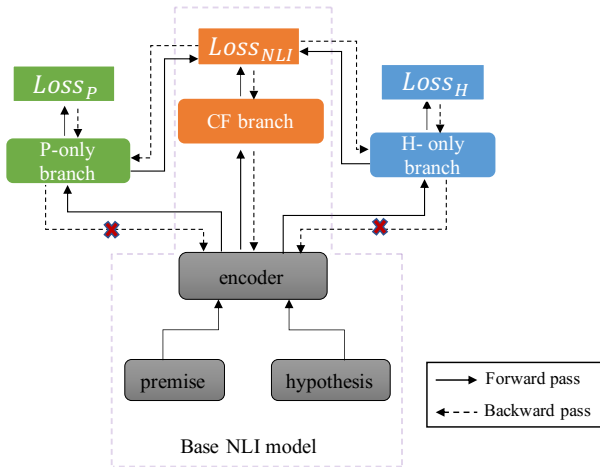 Loss_NLI
Loss_P
Loss_H
CF branch
P-only
branch
H- only
branch
encoder
premise
hypothesis
Forward pass
Backward pass
Base NLI model